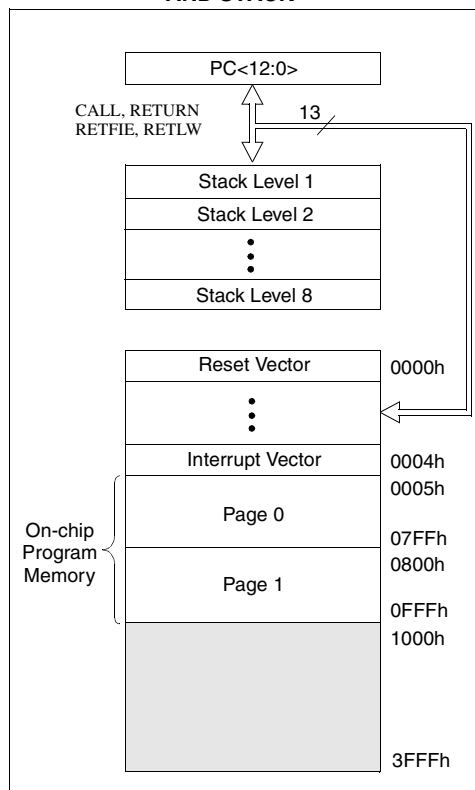 AND STACK
PC<12:0>
CALL, RETURN
RETFIE, RETLW
13
Stack Level 1
Stack Level 2
Stack Level 8
Reset Vector
0000h
Interrupt Vector
0004h
0005h
Page 0
07FFh
On-chip
Program
Memory
0800h
Page 1
0FFFh
1000h
3FFFh